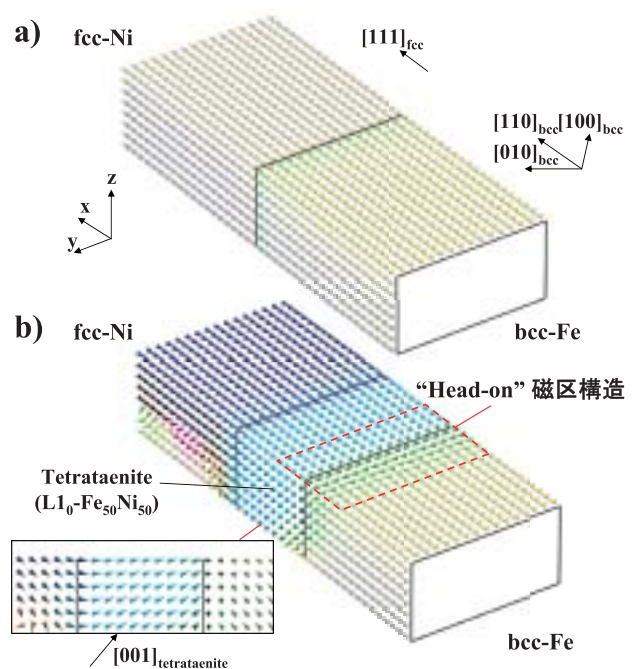 a)
fcc-Ni
[111]fcc
[110]bcc [100]bcc
[010]bcc
z
x
y
b)
fcc-Ni
bcc-Fe
“Head-on” 磁区構造
Tetrataenite
(L1₀-Fe₅₀Ni₅₀)
[001]tetrataenite
bcc-Fe